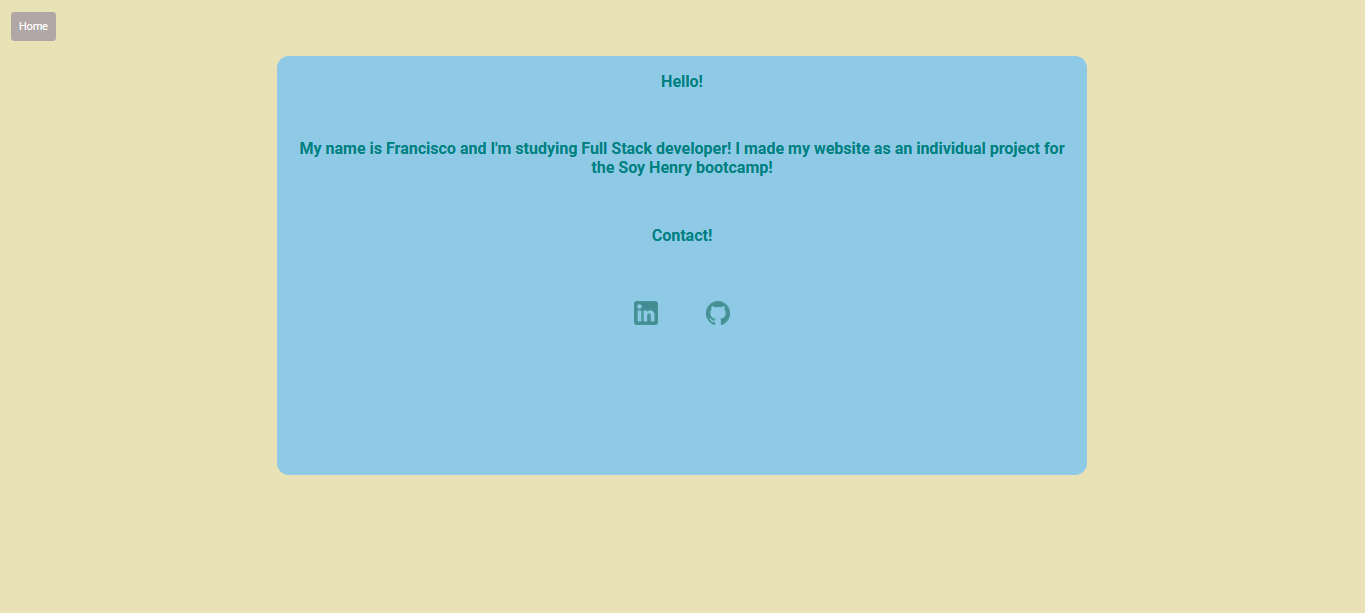 Home
Hello!
My name is Francisco and I'm studying Full Stack developer! I made my website as an individual project for
the Soy Henry bootcamp!
Contact!
in